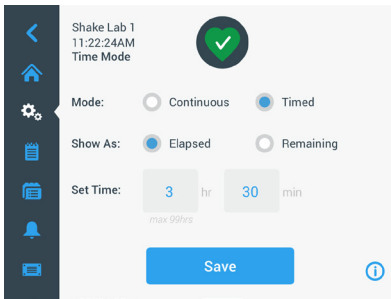 Shake Lab 1
11:22:24AM
Time Mode
Mode: Continuous Timed
Show As: Elapsed Remaining
Set Time: 3 hr 30 min
max 99hrs
Save